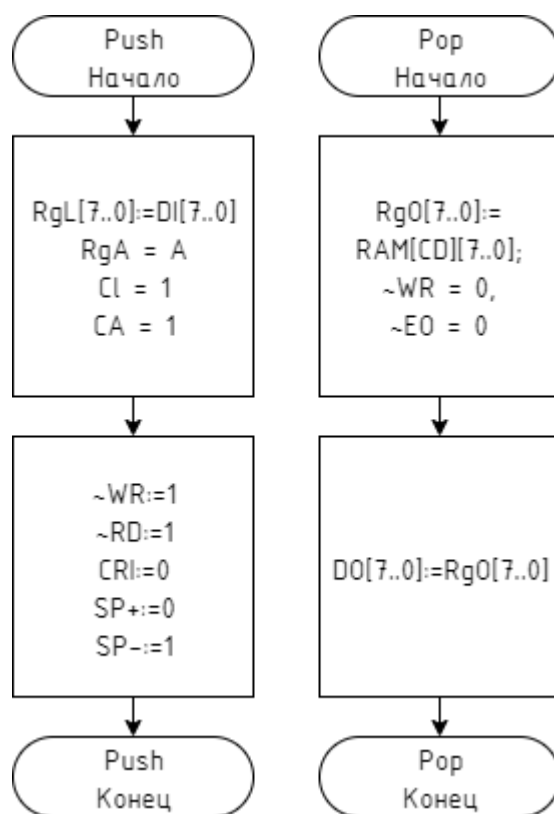 Push
Начало
RgL[7..0]:=DI[7..0]
RgA = A
Cl = 1
CA = 1
~WR:=1
~RD:=1
CRI:=0
SP+:=0
SP-:=1
Push
Конец
Pop
Начало
RgO[7..0]:=
RAM[CD][7..0];
~WR = 0,
~EO = 0
DO[7..0]:=RgO[7..0]
Pop
Конец